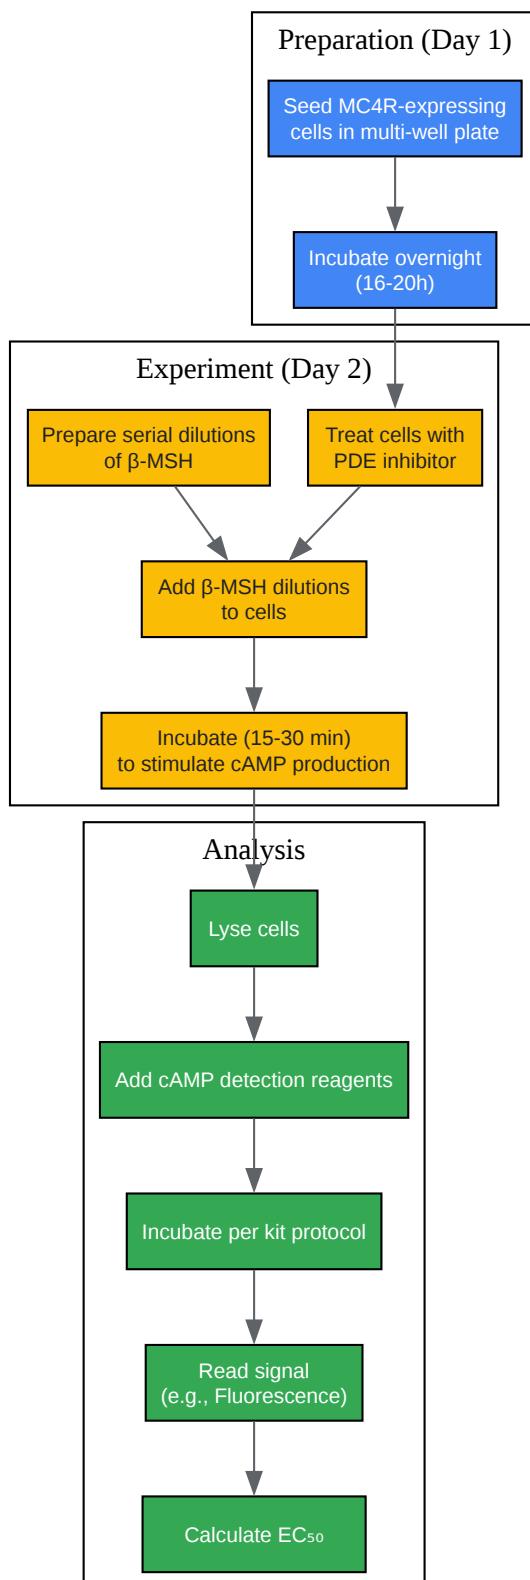 Preparation (Day 1)
Seed MC4R-expressing
cells in multi-well plate
Incubate overnight
(16-20h)
Experiment (Day 2)
Prepare serial dilutions
of β-MSH
Treat cells with
PDE inhibitor
Add β-MSH dilutions
to cells
Incubate (15-30 min)
to stimulate cAMP production
Analysis
Lyse cells
Add cAMP detection reagents
Incubate per kit protocol
Read signal
(e.g., Fluorescence)
Calculate EC₅₀